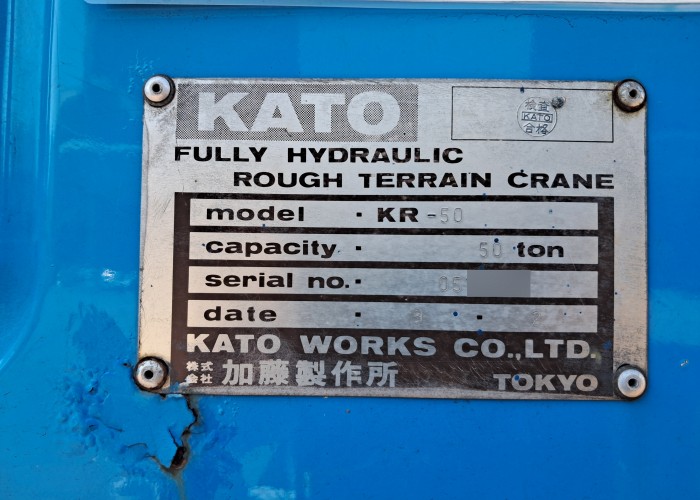 KATO
検査
KATO
合格
FULLY HYDRAULIC
ROUGH TERRAIN CRANE
model · KR-50
capacity · 50 ton
serial no. · 06
date · ·
KATO WORKS CO.,LTD.
株式会社 加藤製作所 TOKYO